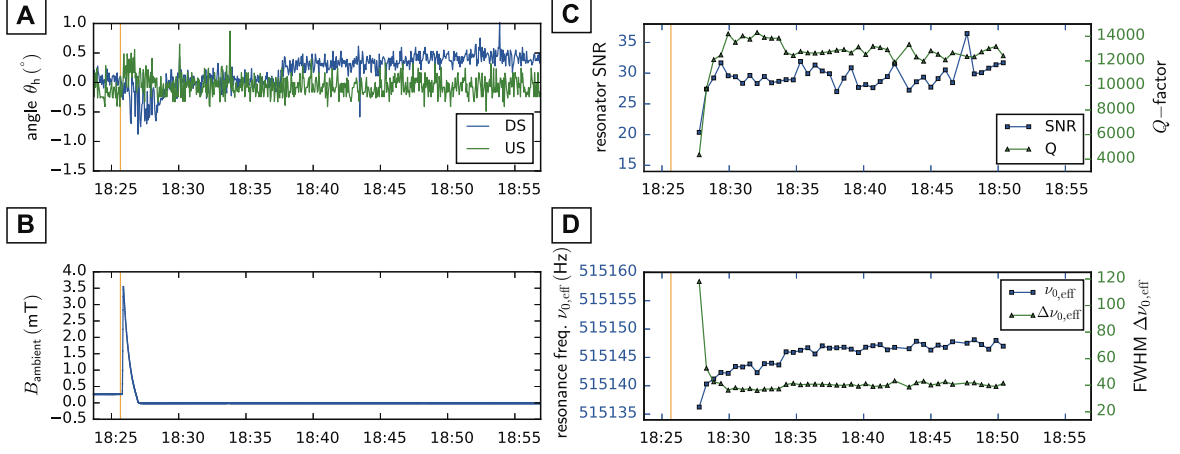 A
angle θh (°)
1.0
0.5
0.0
−0.5
−1.0
−1.5
DS
US
18:25 18:30 18:35 18:40 18:45 18:50 18:55
C
resonator SNR
35
30
25
20
15
14000
12000
10000
8000
6000
4000
Q−factor
SNR
Q
18:25 18:30 18:35 18:40 18:45 18:50 18:55
B
Bambient (mT)
4.0
3.5
3.0
2.5
2.0
1.5
1.0
0.5
0.0
−0.5
18:25 18:30 18:35 18:40 18:45 18:50 18:55
D
resonance freq. ν0,eff (Hz)
515160
515155
515150
515145
515140
515135
120
100
80
60
40
20
FWHM Δν0,eff
ν0,eff
Δν0,eff
18:25 18:30 18:35 18:40 18:45 18:50 18:55